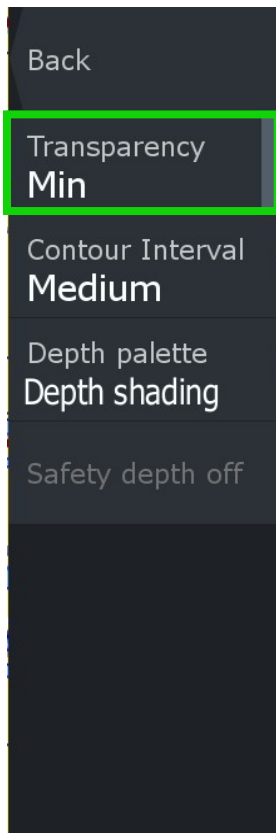 Back
Transparency
Min
Contour Interval
Medium
Depth palette
Depth shading
Safety depth off